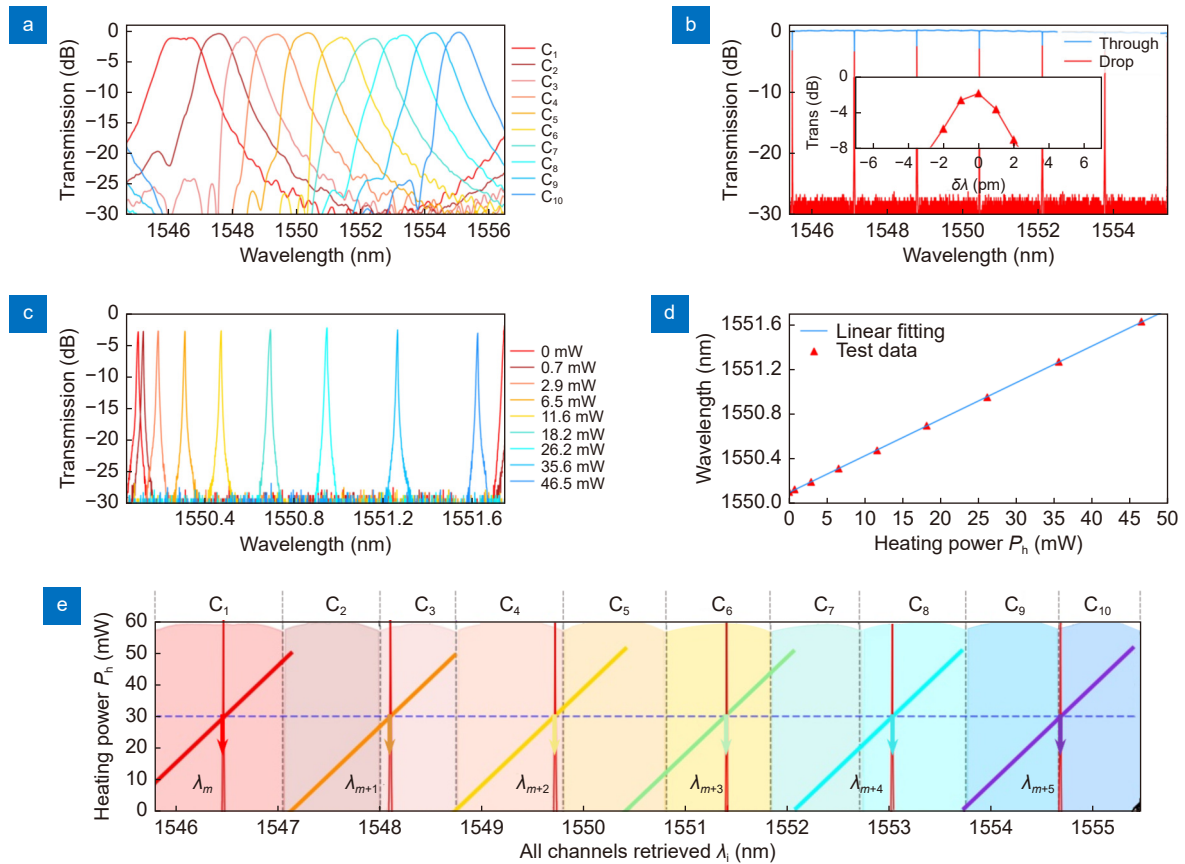 a
Transmission (dB)
0
−5
−10
−15
−20
−25
−30
1546
1548
1550
1552
1554
1556
Wavelength (nm)
C1
C2
C3
C4
C5
C6
C7
C8
C9
C10
b
Transmission (dB)
0
−10
−20
−30
1546
1548
1550
1552
1554
Wavelength (nm)
Through
Drop
Trans (dB)
0
−4
−8
−6
−4
−2
0
2
4
6
δλ (pm)
c
Transmission (dB)
0
−5
−10
−15
−20
−25
−30
1550.4
1550.8
1551.2
1551.6
Wavelength (nm)
0 mW
0.7 mW
2.9 mW
6.5 mW
11.6 mW
18.2 mW
26.2 mW
35.6 mW
46.5 mW
d
Wavelength (nm)
1551.6
1550.8
1550.4
1550.0
Linear fitting
Test data
0
5
10
15
20
25
30
35
40
45
50
Heating power Ph (mW)
e
C1
C2
C3
C4
C5
C6
C7
C8
C9
C10
Heating power Ph (mW)
60
50
40
30
20
10
0
λm
λm+1
λm+2
λm+3
λm+4
λm+5
1546
1547
1548
1549
1550
1551
1552
1553
1554
1555
All channels retrieved λi (nm)